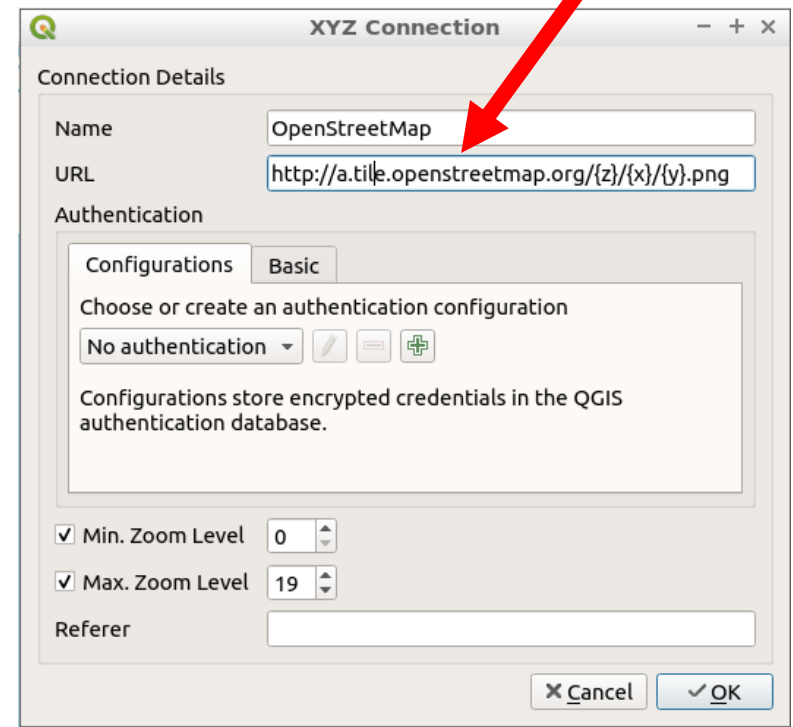 XYZ Connection
Connection Details
Name OpenStreetMap
URL http://a.tile.openstreetmap.org/{z}/{x}/{y}.png
Authentication
Configurations Basic
Choose or create an authentication configuration
No authentication
Configurations store encrypted credentials in the QGIS
authentication database.
Min. Zoom Level 0
Max. Zoom Level 19
Referer
Cancel OK